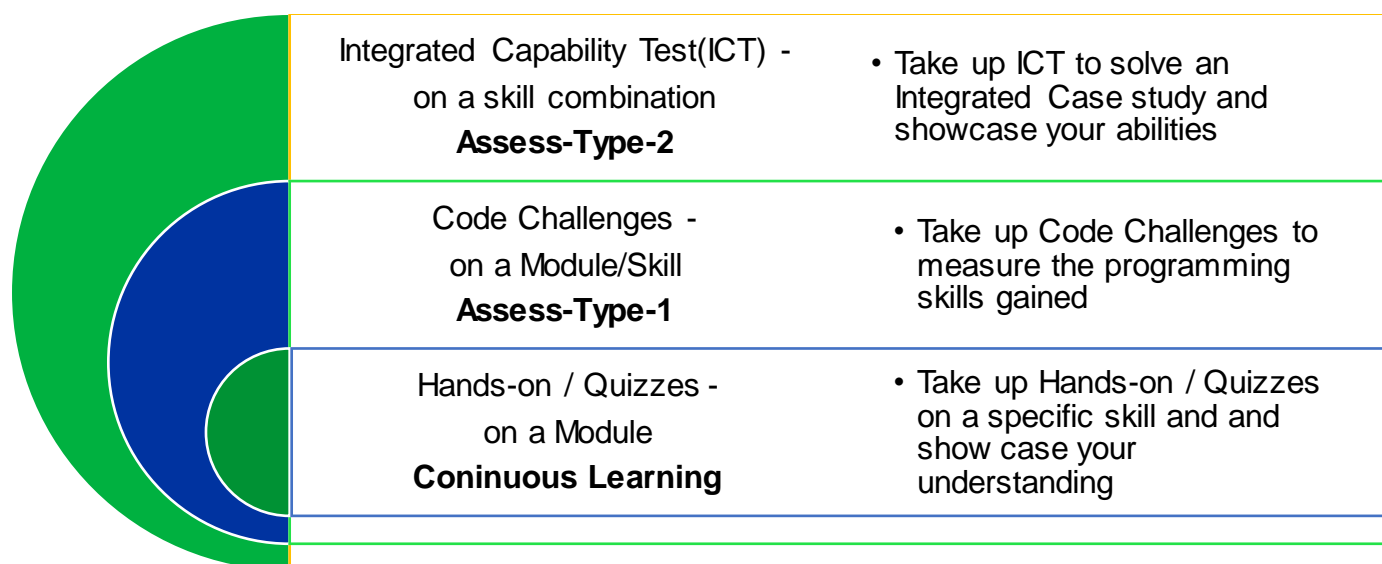 Integrated Capability Test(ICT) -
on a skill combination
Assess-Type-2
• Take up ICT to solve an
Integrated Case study and
showcase your abilities
Code Challenges -
on a Module/Skill
Assess-Type-1
• Take up Code Challenges to
measure the programming
skills gained
Hands-on / Quizzes -
on a Module
Coninuous Learning
• Take up Hands-on / Quizzes
on a specific skill and and
show case your
understanding